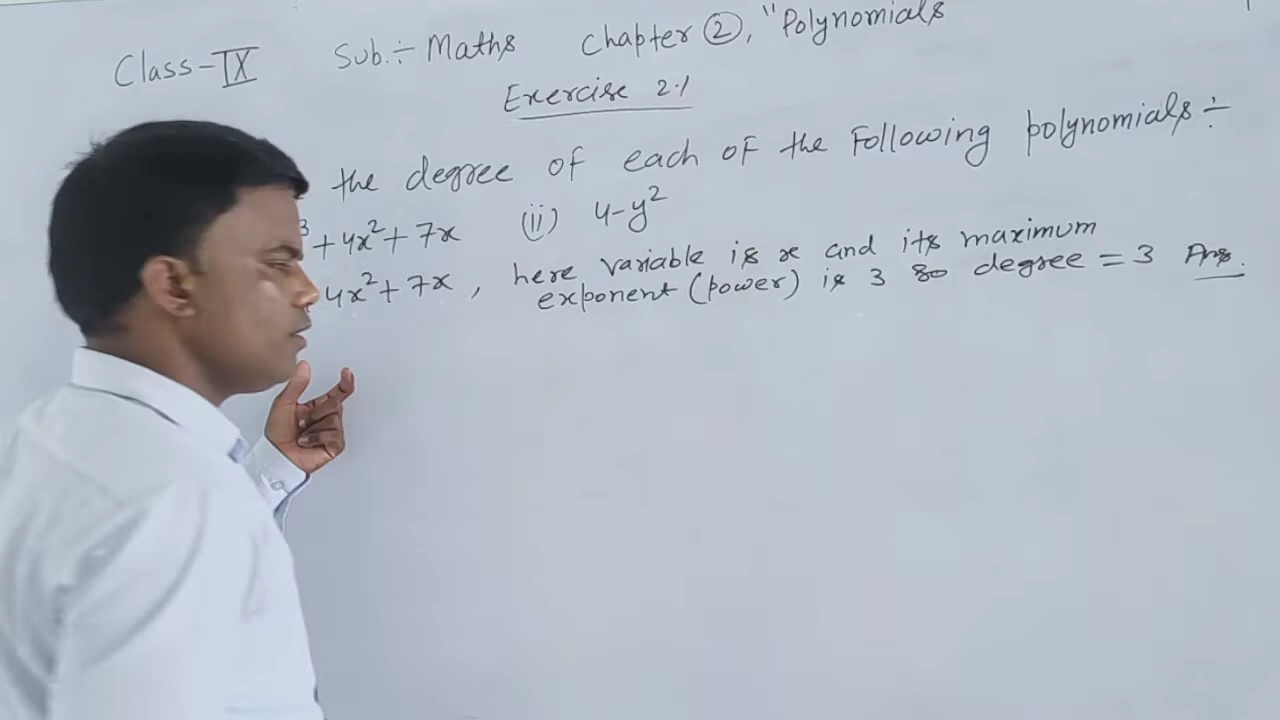 Class-IX Sub.÷ Maths Chapter ②, "Polynomials
Exercise 2.1
the degree of each of the Following polynomials÷
³+4x²+7x (ii) 4-y²
4x²+7x, here variable is x and its maximum
exponent (power) is 3 so degree = 3 Ans.